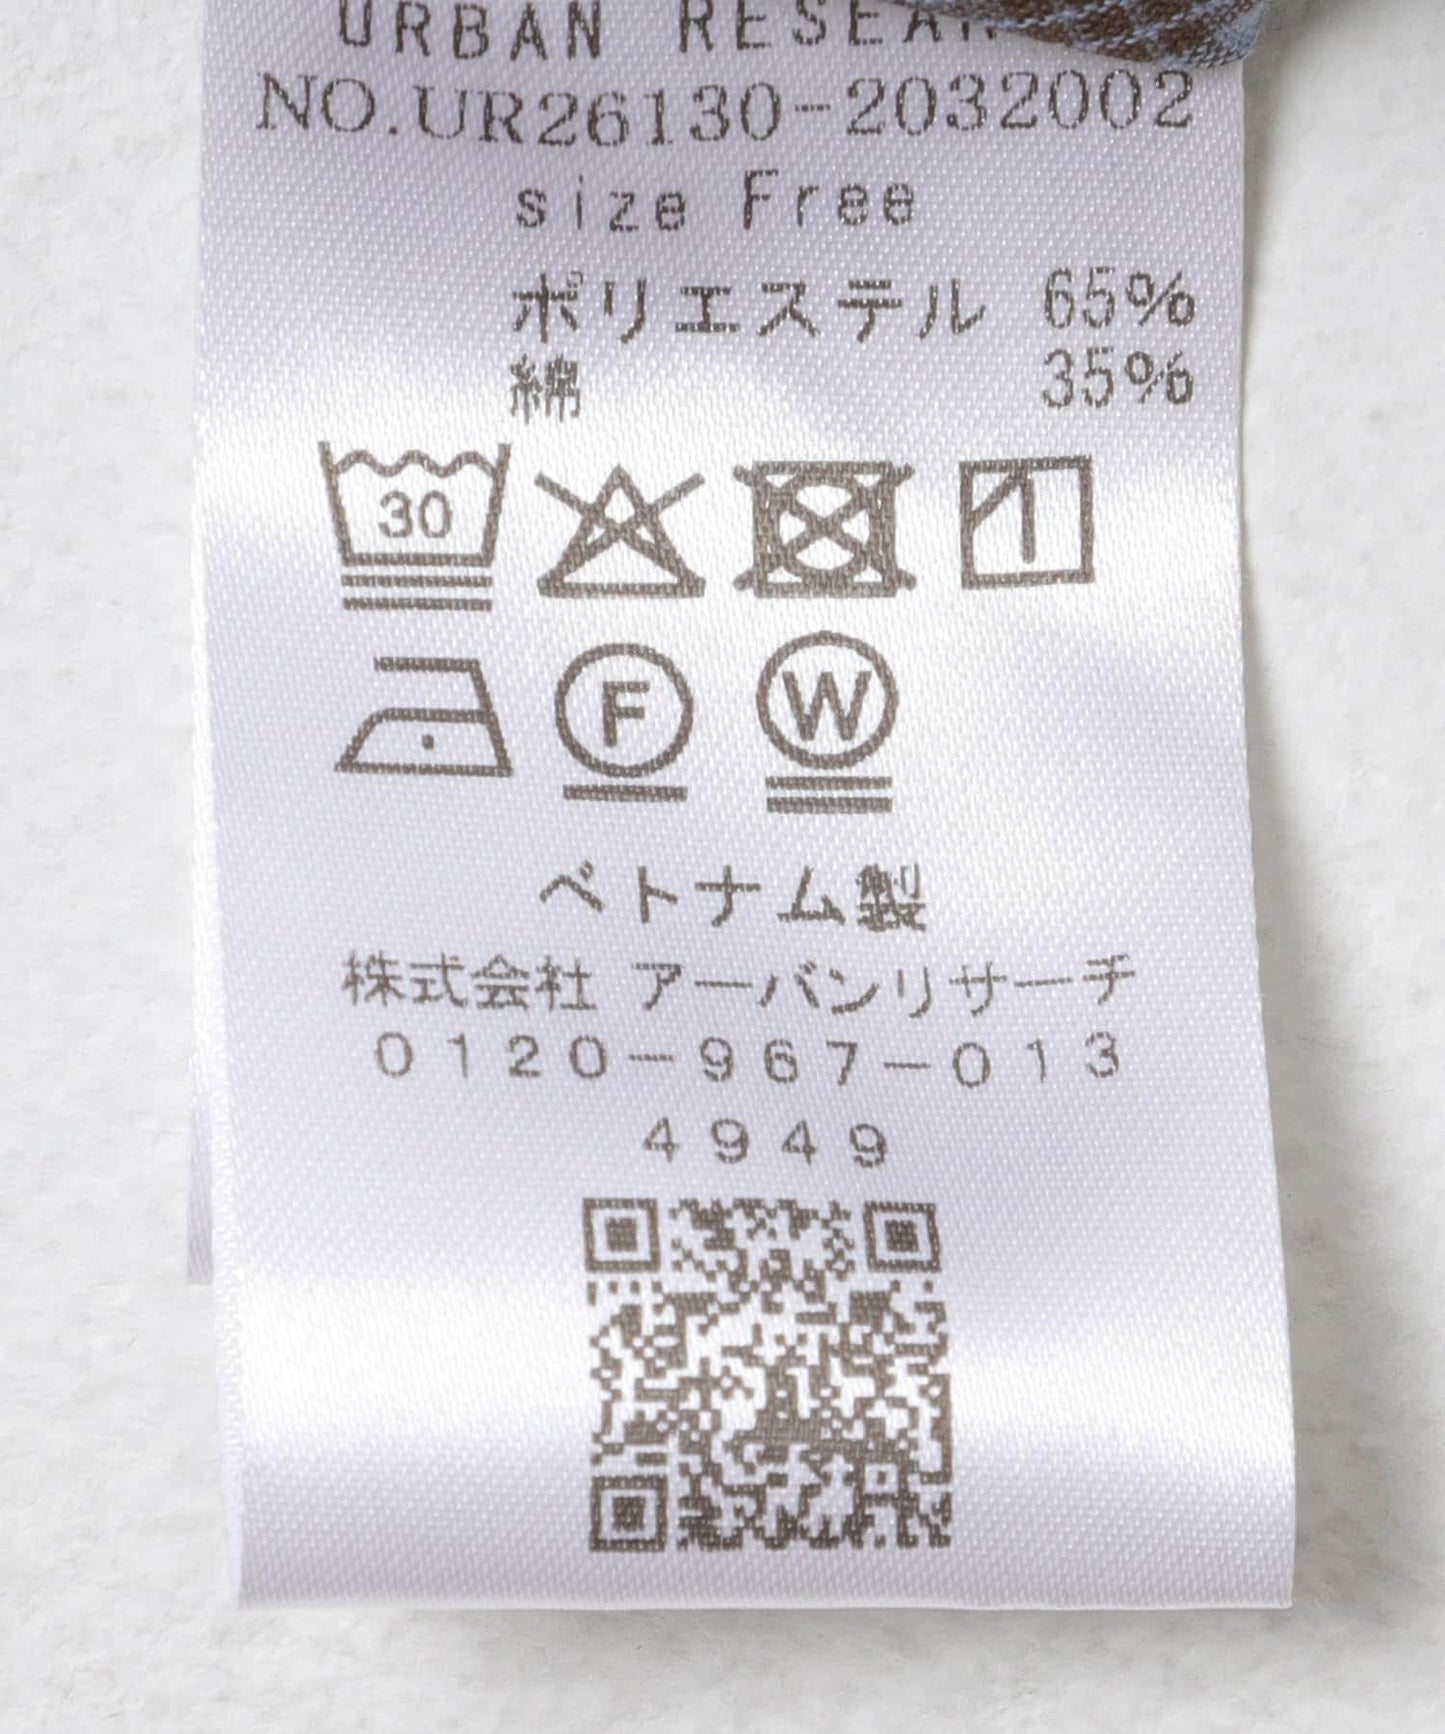 URBAN
NO.UR26130-2032002
size Free
ポリエステル 65%
綿 35%
30
F W
ベトナム製
株式会社 アーバンリサーチ
0120-967-013
4949